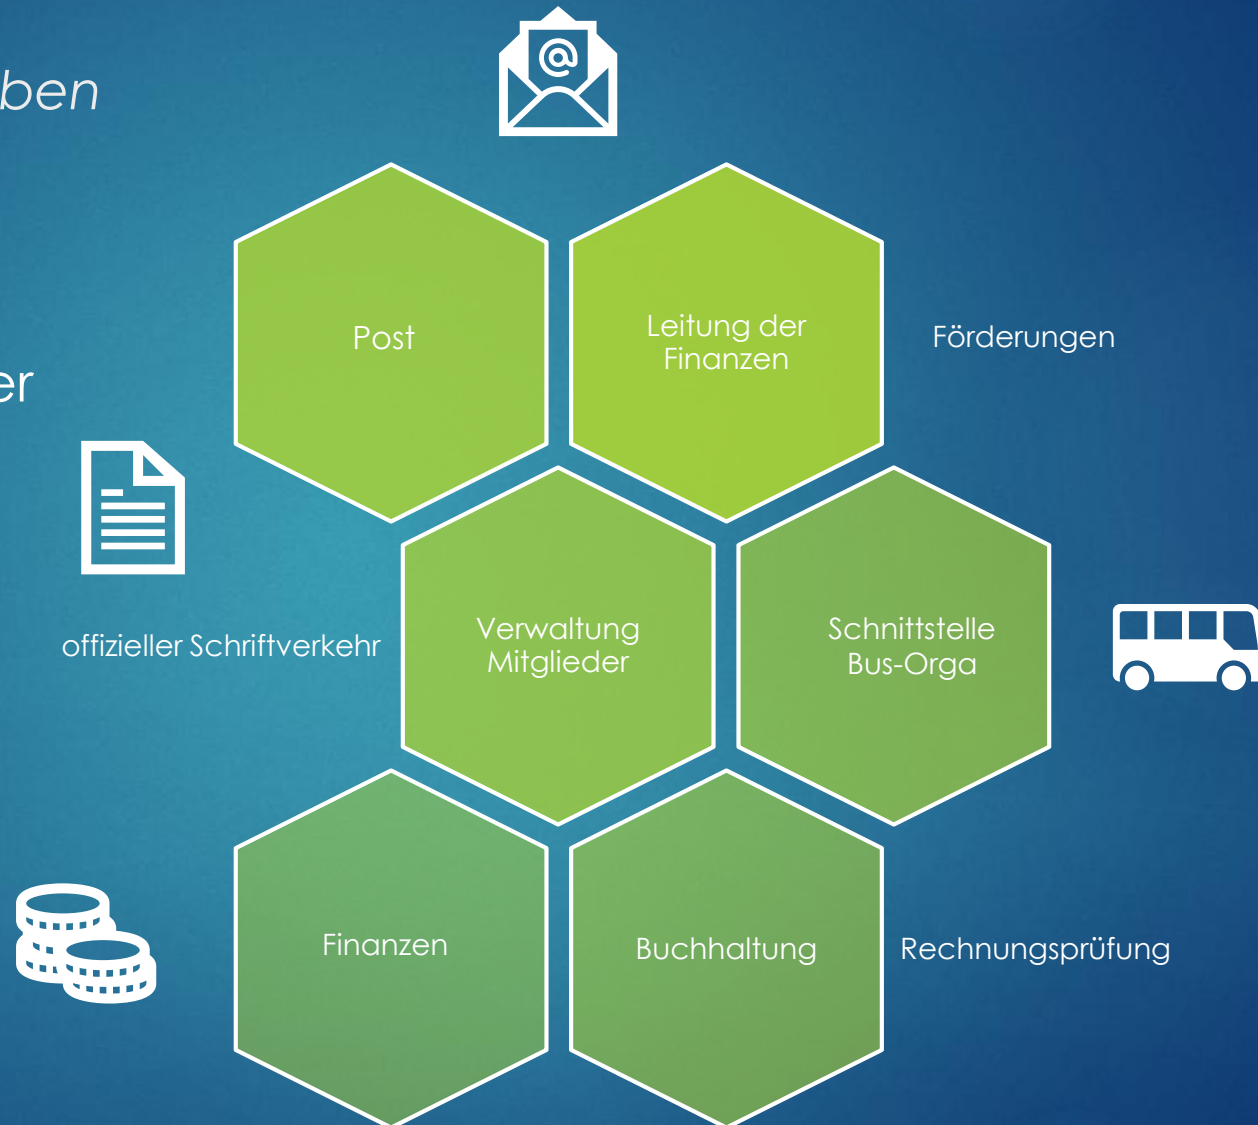 ben
Post
Leitung der
Finanzen
Förderungen
er
offizieller Schriftverkehr
Verwaltung
Mitglieder
Schnittstelle
Bus-Orga
Finanzen
Buchhaltung
Rechnungsprüfung